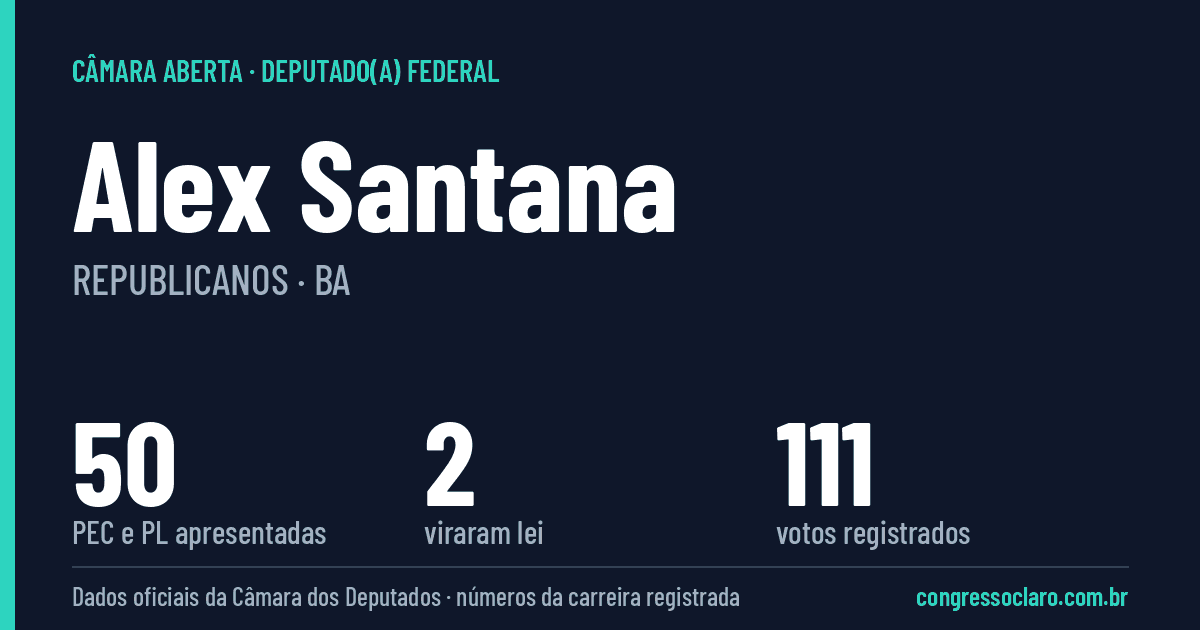 CÂMARA ABERTA · DEPUTADO(A) FEDERAL
Alex Santana
REPUBLICANOS · BA
50 2 111
PEC e PL apresentadas viraram lei votos registrados
Dados oficiais da Câmara dos Deputados · números da carreira registrada congressoclaro.com.br